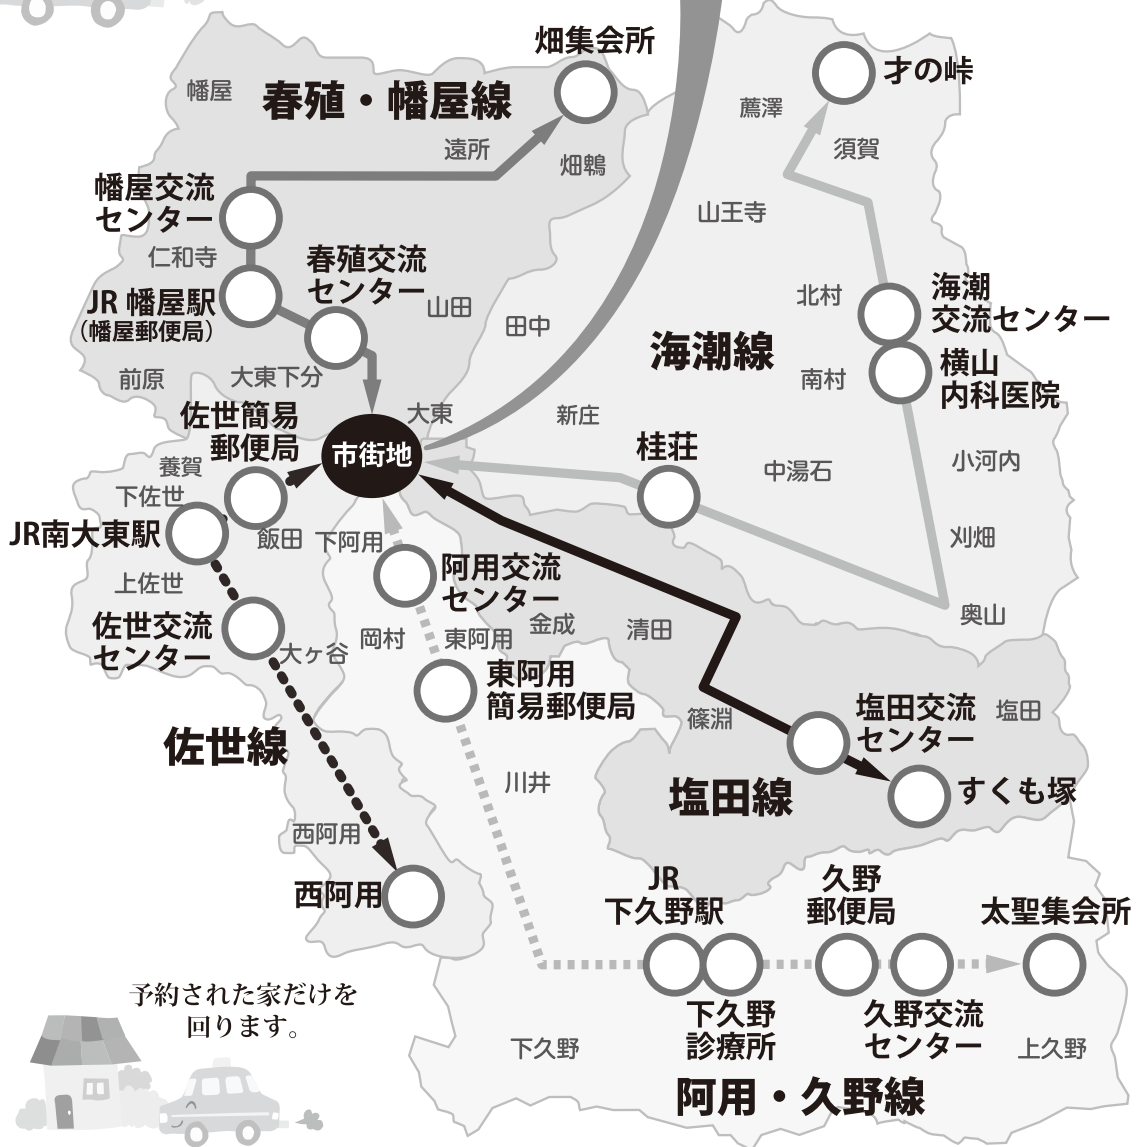 畑集会所
才の峠
幡屋
春殖・幡屋線
薦澤
遠所
須賀
畑鵯
幡屋交流
センター
山王寺
仁和寺
春殖交流
センター
JR 幡屋駅
（幡屋郵便局）
山田
田中
北村
海潮
交流センター
海潮線
横山
内科医院
前原
大東下分
南村
佐世簡易
郵便局
大東
新庄
市街地
桂荘
養賀
下佐世
中湯石
小河内
JR南大東駅
飯田
下阿用
刈畑
上佐世
阿用交流
センター
奥山
佐世交流
センター
大ヶ谷
岡村
東阿用
金成
清田
東阿用
簡易郵便局
篠淵
塩田交流
センター
塩田
佐世線
川井
塩田線
すくも塚
西阿用
西阿用
JR
下久野駅
久野
郵便局
太聖集会所
予約された家だけを
回ります。
下久野
下久野
診療所
久野交流
センター
上久野
阿用・久野線